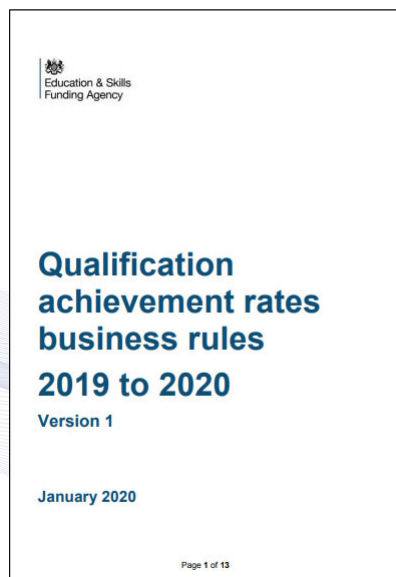 Education & Skills
Funding Agency
Qualification
achievement rates
business rules
2019 to 2020
Version 1
January 2020
Page 1 of 13